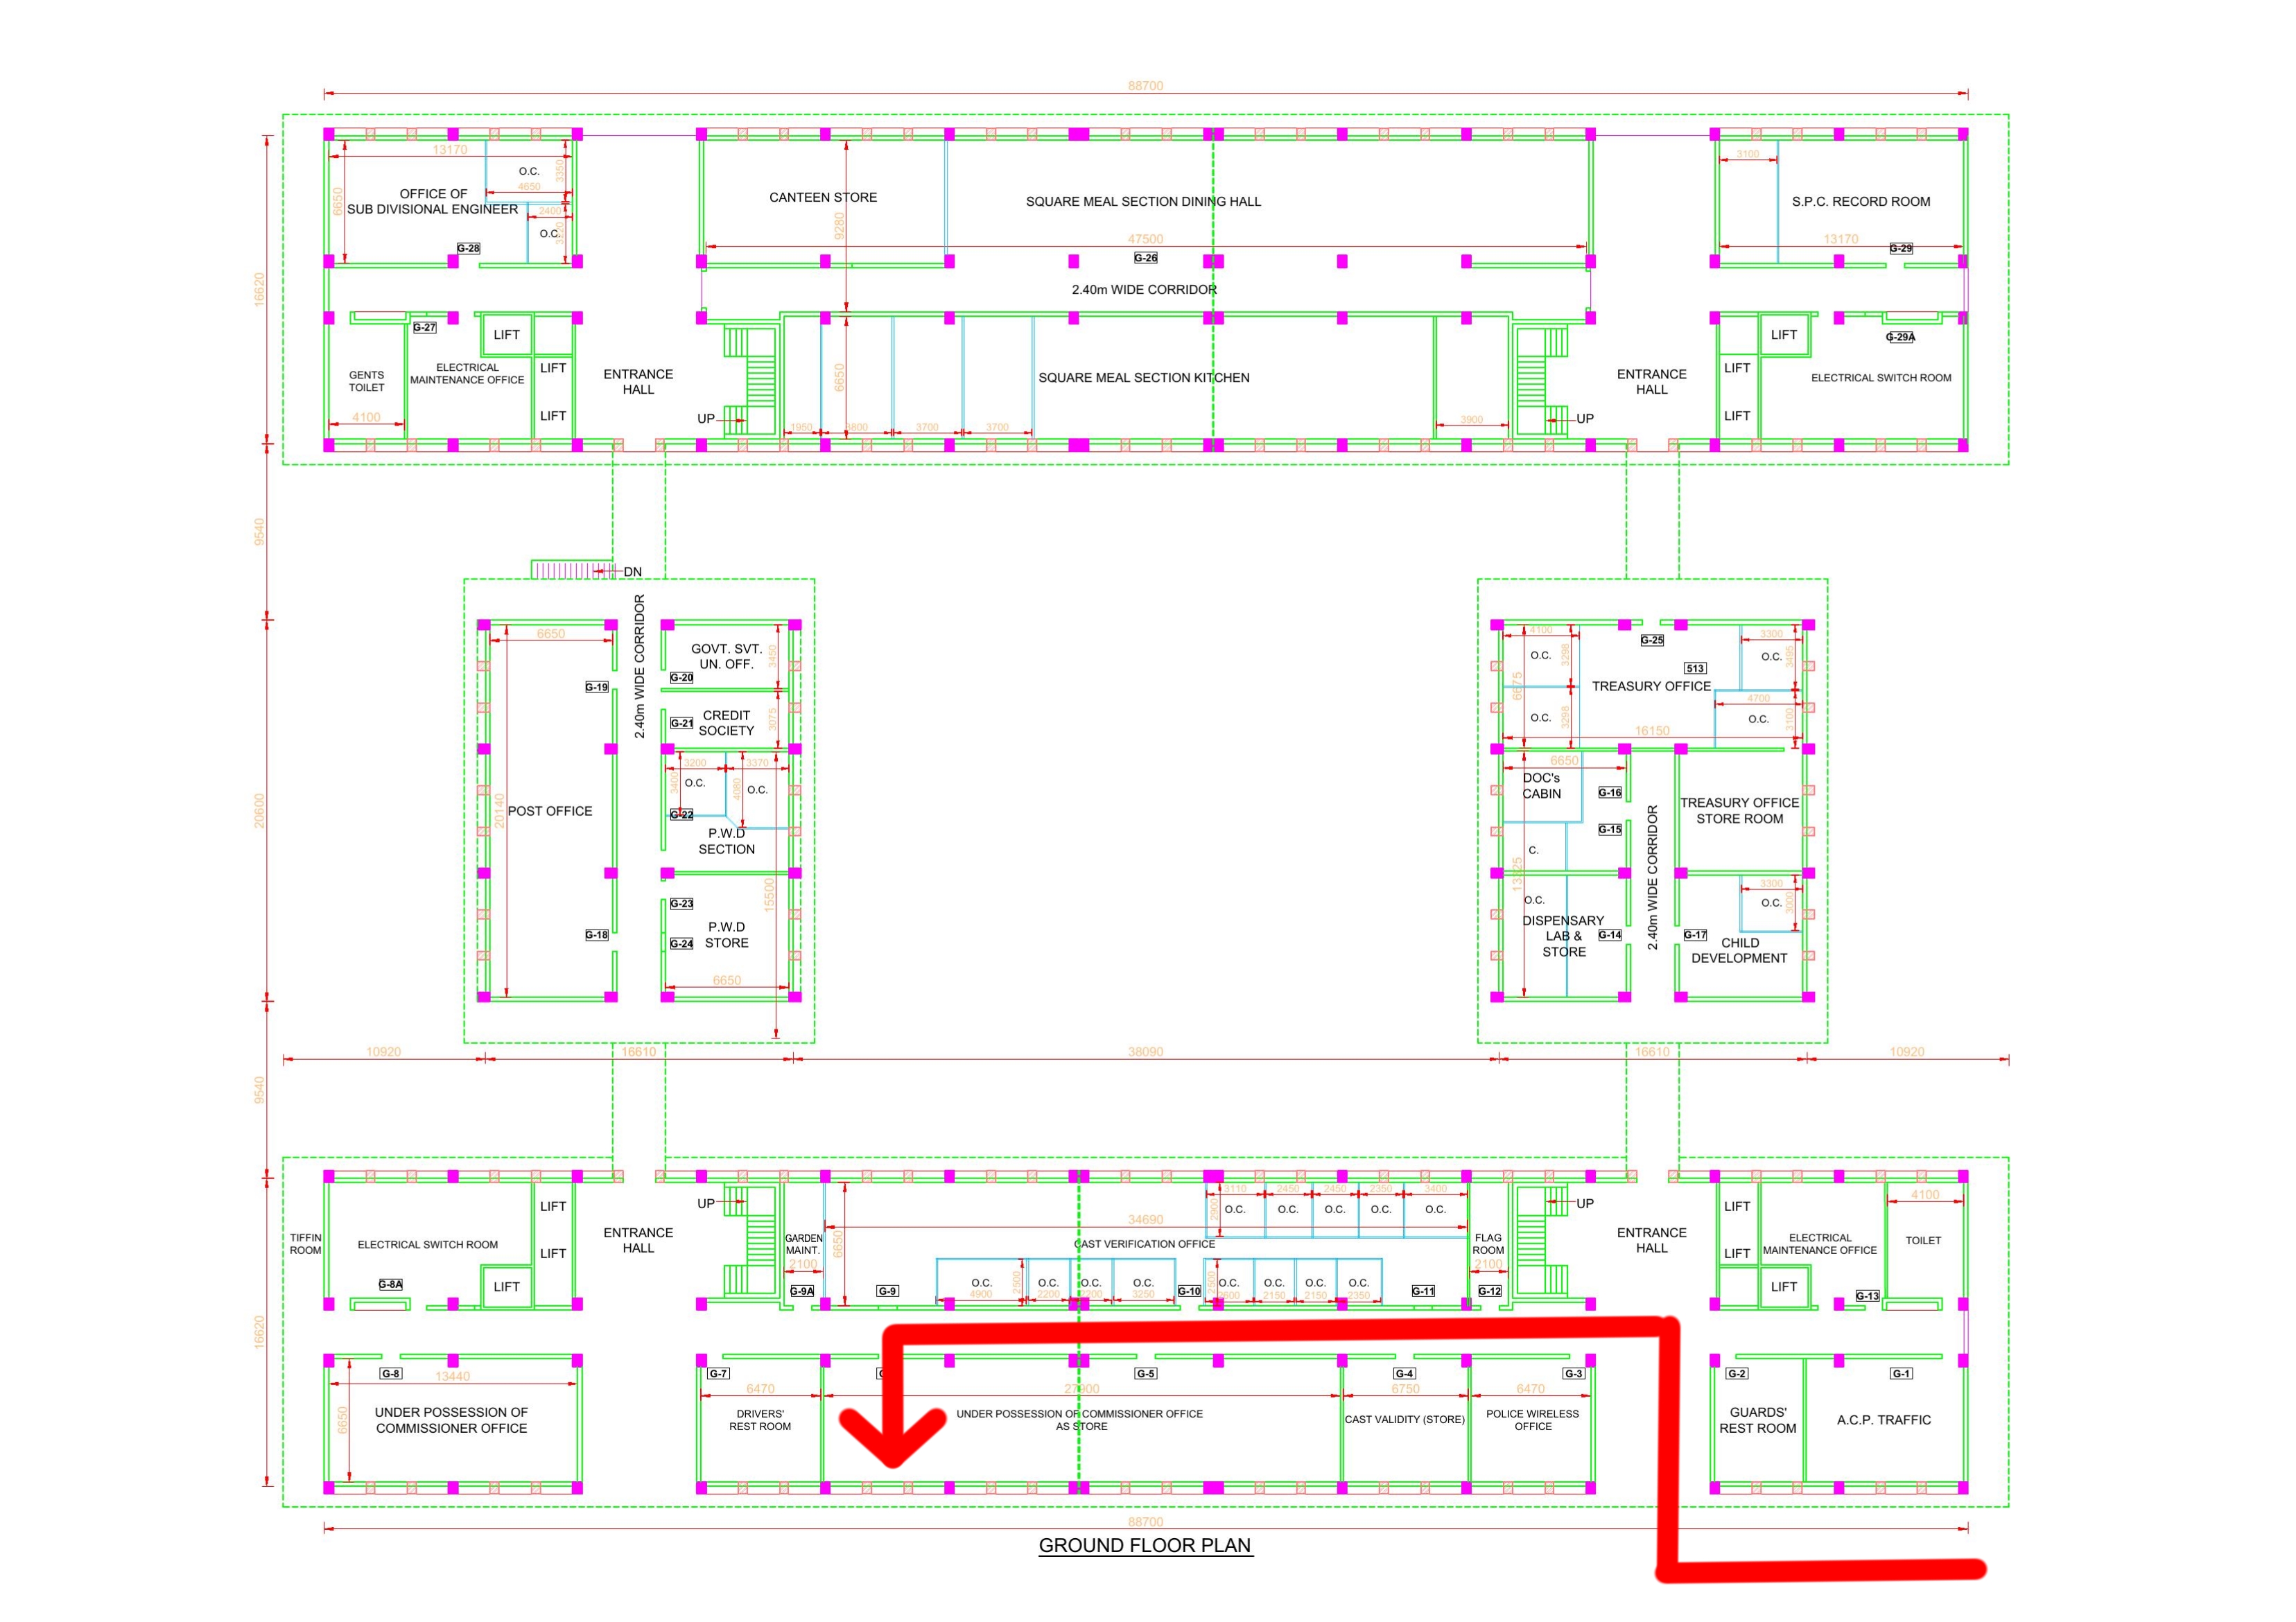 88700
13170
O.C.
3350
4650
OFFICE OF
SUB DIVISIONAL ENGINEER
6650
2400
O.C.
G-28
CANTEEN STORE
9280
SQUARE MEAL SECTION DINING HALL
47500
G-26
2.40m WIDE CORRIDOR
3100
S.P.C. RECORD ROOM
13170
G-29
16620
G-27
LIFT
GENTS
TOILET
ELECTRICAL
MAINTENANCE OFFICE
LIFT
LIFT
4100
ENTRANCE
HALL
UP
6650
1950
3800
3700
3700
SQUARE MEAL SECTION KITCHEN
3900
UP
ENTRANCE
HALL
LIFT
LIFT
LIFT
G-29A
ELECTRICAL SWITCH ROOM
9540
DN
6650
2.40m WIDE CORRIDOR
GOVT. SVT.
UN. OFF.
3450
G-20
G-19
G-21
CREDIT
SOCIETY
3075
3200
3370
3400
O.C.
4080
O.C.
G-22
P.W.D
SECTION
20600
20140
POST OFFICE
15500
G-23
P.W.D
STORE
G-18
G-24
6650
4100
O.C.
3298
G-25
3300
O.C.
3495
513
TREASURY OFFICE
6675
O.C.
3298
4700
O.C.
3100
16150
6650
DOC's
CABIN
G-16
G-15
TREASURY OFFICE
STORE ROOM
C.
2.40m WIDE CORRIDOR
O.C.
DISPENSARY
LAB &
STORE
G-14
G-17
3300
O.C.
3000
CHILD
DEVELOPMENT
10920
16610
38090
16610
10920
9540
TIFFIN
ROOM
ELECTRICAL SWITCH ROOM
LIFT
LIFT
LIFT
G-8A
ENTRANCE
HALL
UP
GARDEN
MAINT.
2100
G-9A
6650
34690
G-9
CAST VERIFICATION OFFICE
3110
2450
2450
2350
3400
2900
O.C.
O.C.
O.C.
O.C.
O.C.
O.C.
O.C.
O.C.
O.C.
4900
2500
2200
2200
3250
G-10
O.C.
O.C.
O.C.
O.C.
2500
2150
2150
2350
G-11
FLAG
ROOM
2100
G-12
UP
ENTRANCE
HALL
LIFT
LIFT
LIFT
ELECTRICAL
MAINTENANCE OFFICE
G-13
4100
TOILET
16620
G-8
13440
6650
UNDER POSSESSION OF
COMMISSIONER OFFICE
G-7
6470
DRIVERS'
REST ROOM
G-5
27900
UNDER POSSESSION OF COMMISSIONER OFFICE
AS STORE
G-4
6750
CAST VALIDITY (STORE)
G-3
6470
POLICE WIRELESS
OFFICE
G-2
GUARDS'
REST ROOM
G-1
A.C.P. TRAFFIC
88700
GROUND FLOOR PLAN